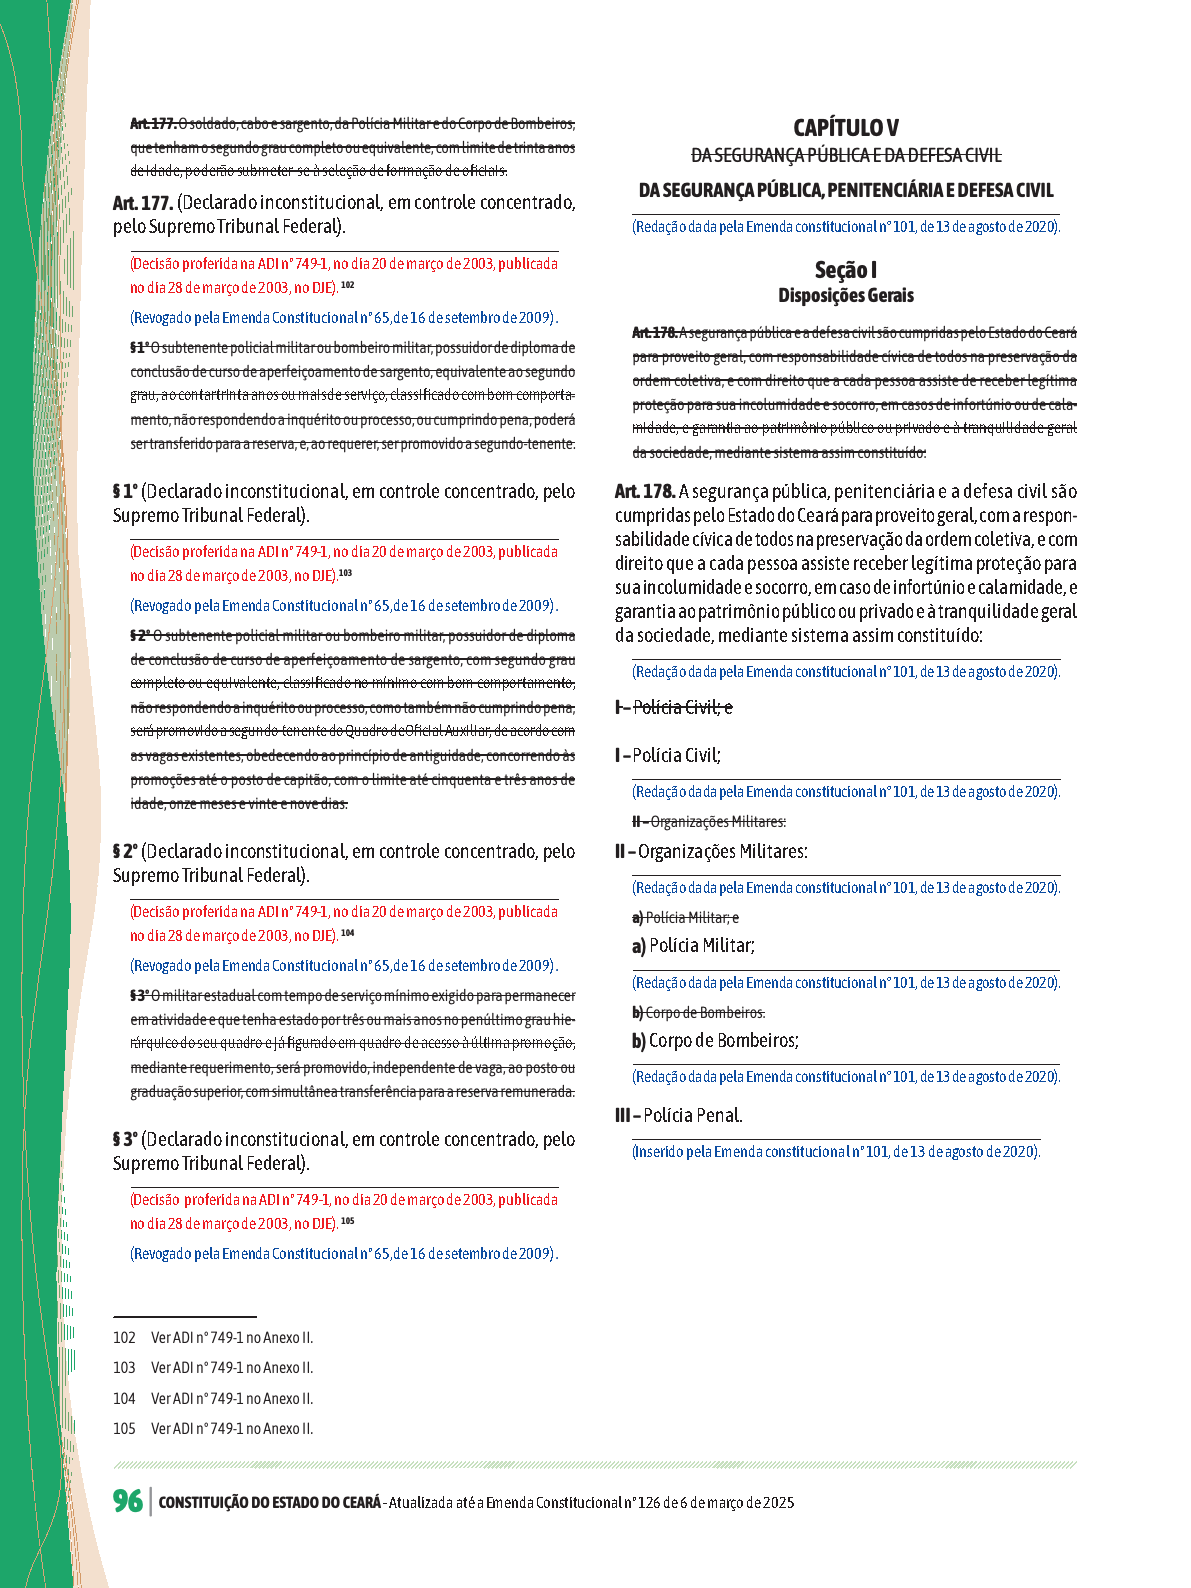 Art. 177. O soldado, cabo e sargento, da Polícia Militar e do Corpo de Bombeiros,
que tenham o segundo grau completo ou equivalente, com limite de trinta anos
de idade, poderão submeter-se à seleção de formação de oficiais.
Art. 177. (Declarado inconstitucional, em controle concentrado,
pelo Supremo Tribunal Federal).
(Decisão proferida na ADI n° 749-1, no dia 20 de março de 2003, publicada
no dia 28 de março de 2003, no DJE). 102
(Revogado pela Emenda Constitucional n° 65, de 16 de setembro de 2009).
§1° O subtenente policial militar ou bombeiro militar, possuidor de diploma de
conclusão de curso de aperfeiçoamento de sargento, equivalente ao segundo
grau, ao contar trinta anos ou mais de serviço, classificado com bom comporta-
mento, não respondendo a inquérito ou processo, ou cumprindo pena, poderá
ser transferido para a reserva, e, ao requerer, ser promovido a segundo-tenente.
§ 1° (Declarado inconstitucional, em controle concentrado, pelo
Supremo Tribunal Federal).
(Decisão proferida na ADI n° 749-1, no dia 20 de março de 2003, publicada
no dia 28 de março de 2003, no DJE).103
(Revogado pela Emenda Constitucional n° 65, de 16 de setembro de 2009).
§ 2° O subtenente policial militar ou bombeiro militar, possuidor de diploma
de conclusão de curso de aperfeiçoamento de sargento, com segundo grau
completo ou equivalente, classificado no mínimo com bom comportamento,
não respondendo a inquérito ou processo, como também não cumprindo pena,
será promovido a segundo-tenente do Quadro de Oficial Auxiliar, de acordo com
as vagas existentes, obedecendo ao princípio de antiguidade, concorrendo às
promoções até o posto de capitão, com o limite até cinquenta e três anos de
idade, onze meses e vinte e nove dias.
§ 2° (Declarado inconstitucional, em controle concentrado, pelo
Supremo Tribunal Federal).
(Decisão proferida na ADI n° 749-1, no dia 20 de março de 2003, publicada
no dia 28 de março de 2003, no DJE). 104
(Revogado pela Emenda Constitucional n° 65, de 16 de setembro de 2009).
§3° O militar estadual com tempo de serviço mínimo exigido para permanecer
em atividade e que tenha estado por três ou mais anos no penúltimo grau hie-
rárquico do seu quadro e já figurado em quadro de acesso à última promoção,
mediante requerimento, será promovido, independente de vaga, ao posto ou
graduação superior, com simultânea transferência para a reserva remunerada.
§ 3° (Declarado inconstitucional, em controle concentrado, pelo
Supremo Tribunal Federal).
(Decisão proferida na ADI n° 749-1, no dia 20 de março de 2003, publicada
no dia 28 de março de 2003, no DJE). 105
(Revogado pela Emenda Constitucional n° 65, de 16 de setembro de 2009).
102 Ver ADI n° 749-1 no Anexo II.
103 Ver ADI n° 749-1 no Anexo II.
104 Ver ADI n° 749-1 no Anexo II.
105 Ver ADI n° 749-1 no Anexo II.
CAPÍTULO V
DA SEGURANÇA PÚBLICA E DA DEFESA CIVIL
DA SEGURANÇA PÚBLICA, PENITENCIÁRIA E DEFESA CIVIL
(Redação dada pela Emenda constitucional n° 101, de 13 de agosto de 2020).
Seção I
Disposições Gerais
Art. 178. A segurança pública e a defesa civil são cumpridas pelo Estado do Ceará
para proveito geral, com responsabilidade cívica de todos na preservação da
ordem coletiva, e com direito que a cada pessoa assiste de receber legítima
proteção para sua incolumidade e socorro, em casos de infortúnio ou de cala-
midade, e garantia ao patrimônio público ou privado e à tranquilidade geral
da sociedade, mediante sistema assim constituído:
Art. 178. A segurança pública, penitenciária e a defesa civil são
cumpridas pelo Estado do Ceará para proveito geral, com a respon-
sabilidade cívica de todos na preservação da ordem coletiva, e com
direito que a cada pessoa assiste receber legítima proteção para
sua incolumidade e socorro, em caso de infortúnio e calamidade, e
garantia ao patrimônio público ou privado e à tranquilidade geral
da sociedade, mediante sistema assim constituído:
(Redação dada pela Emenda constitucional n° 101, de 13 de agosto de 2020).
I – Polícia Civil; e
I – Polícia Civil;
(Redação dada pela Emenda constitucional n° 101, de 13 de agosto de 2020).
II – Organizações Militares:
II – Organizações Militares:
(Redação dada pela Emenda constitucional n° 101, de 13 de agosto de 2020).
a) Polícia Militar; e
a) Polícia Militar;
(Redação dada pela Emenda constitucional n° 101, de 13 de agosto de 2020).
b) Corpo de Bombeiros.
b) Corpo de Bombeiros;
(Redação dada pela Emenda constitucional n° 101, de 13 de agosto de 2020).
III – Polícia Penal.
(Inserido pela Emenda constitucional n° 101, de 13 de agosto de 2020).
96 CONSTITUIÇÃO DO ESTADO DO CEARÁ - Atualizada até a Emenda Constitucional n° 126 de 6 de março de 2025